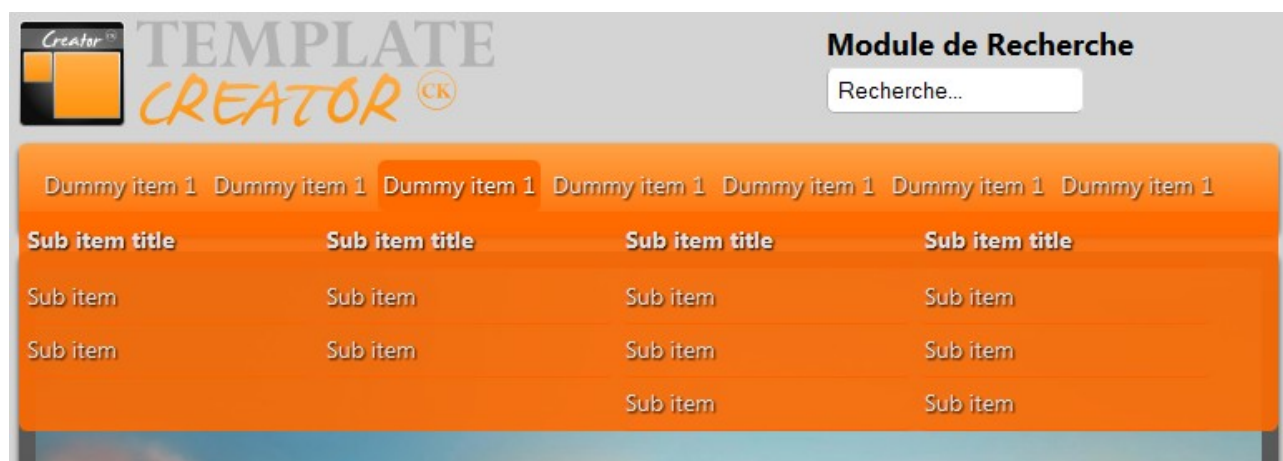 Creator CK
TEMPLATE
CREATOR CK
Module de Recherche
Recherche...
Dummy item 1 Dummy item 1 Dummy item 1 Dummy item 1 Dummy item 1 Dummy item 1 Dummy item 1
Sub item title Sub item title Sub item title Sub item title
Sub item Sub item Sub item Sub item
Sub item Sub item Sub item Sub item
Sub item Sub item